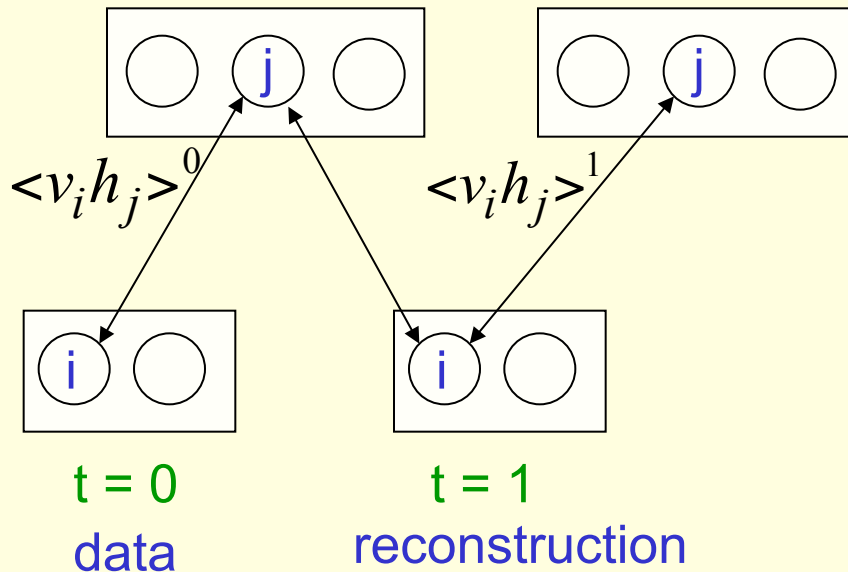 j j
<v_i h_j>^0 <v_i h_j>^1
i i
t = 0 t = 1
data reconstruction